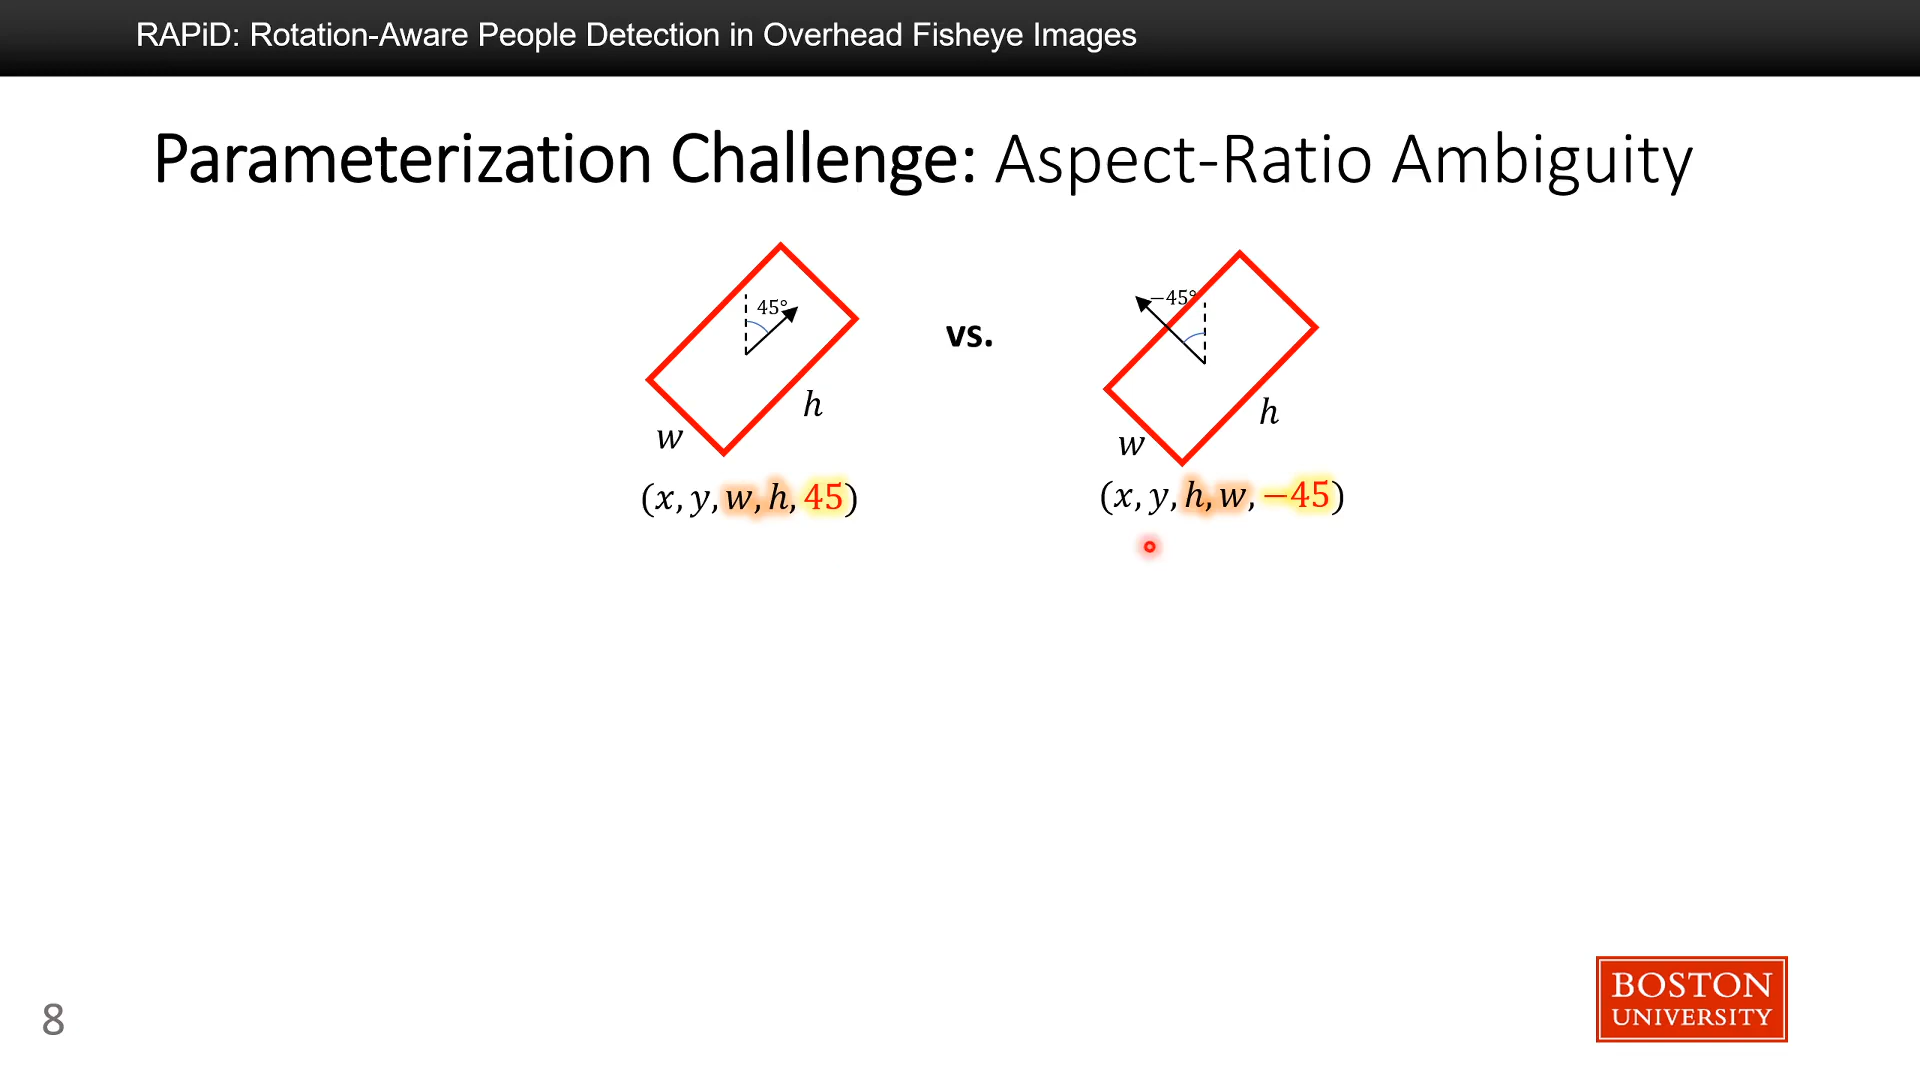 RAPiD: Rotation-Aware People Detection in Overhead Fisheye Images
Parameterization Challenge: Aspect-Ratio Ambiguity
45°
h
w
(x, y, w, h, 45)
vs.
−45°
h
w
(x, y, h, w, −45)
8
BOSTON
UNIVERSITY